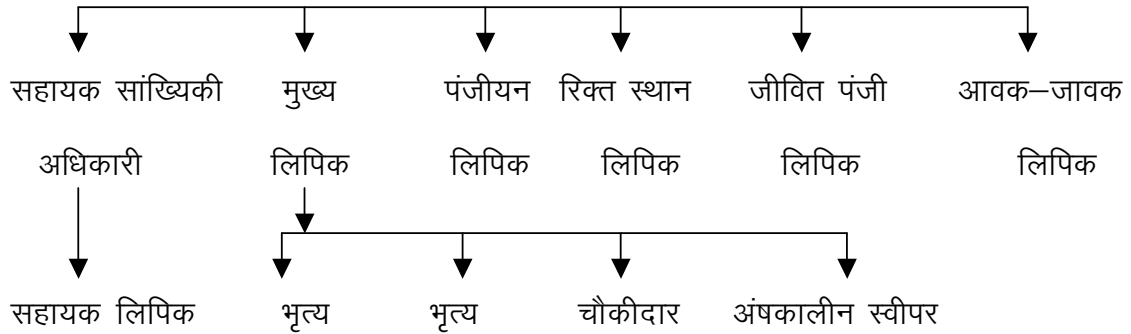 सहायक सांख्यिकी मुख्य पंजीयन रिक्त स्थान जीवित पंजी आवक–जावक
अधिकारी लिपिक लिपिक लिपिक लिपिक लिपिक
सहायक लिपिक भृत्य भृत्य चौकीदार अंषकालीन स्वीपर